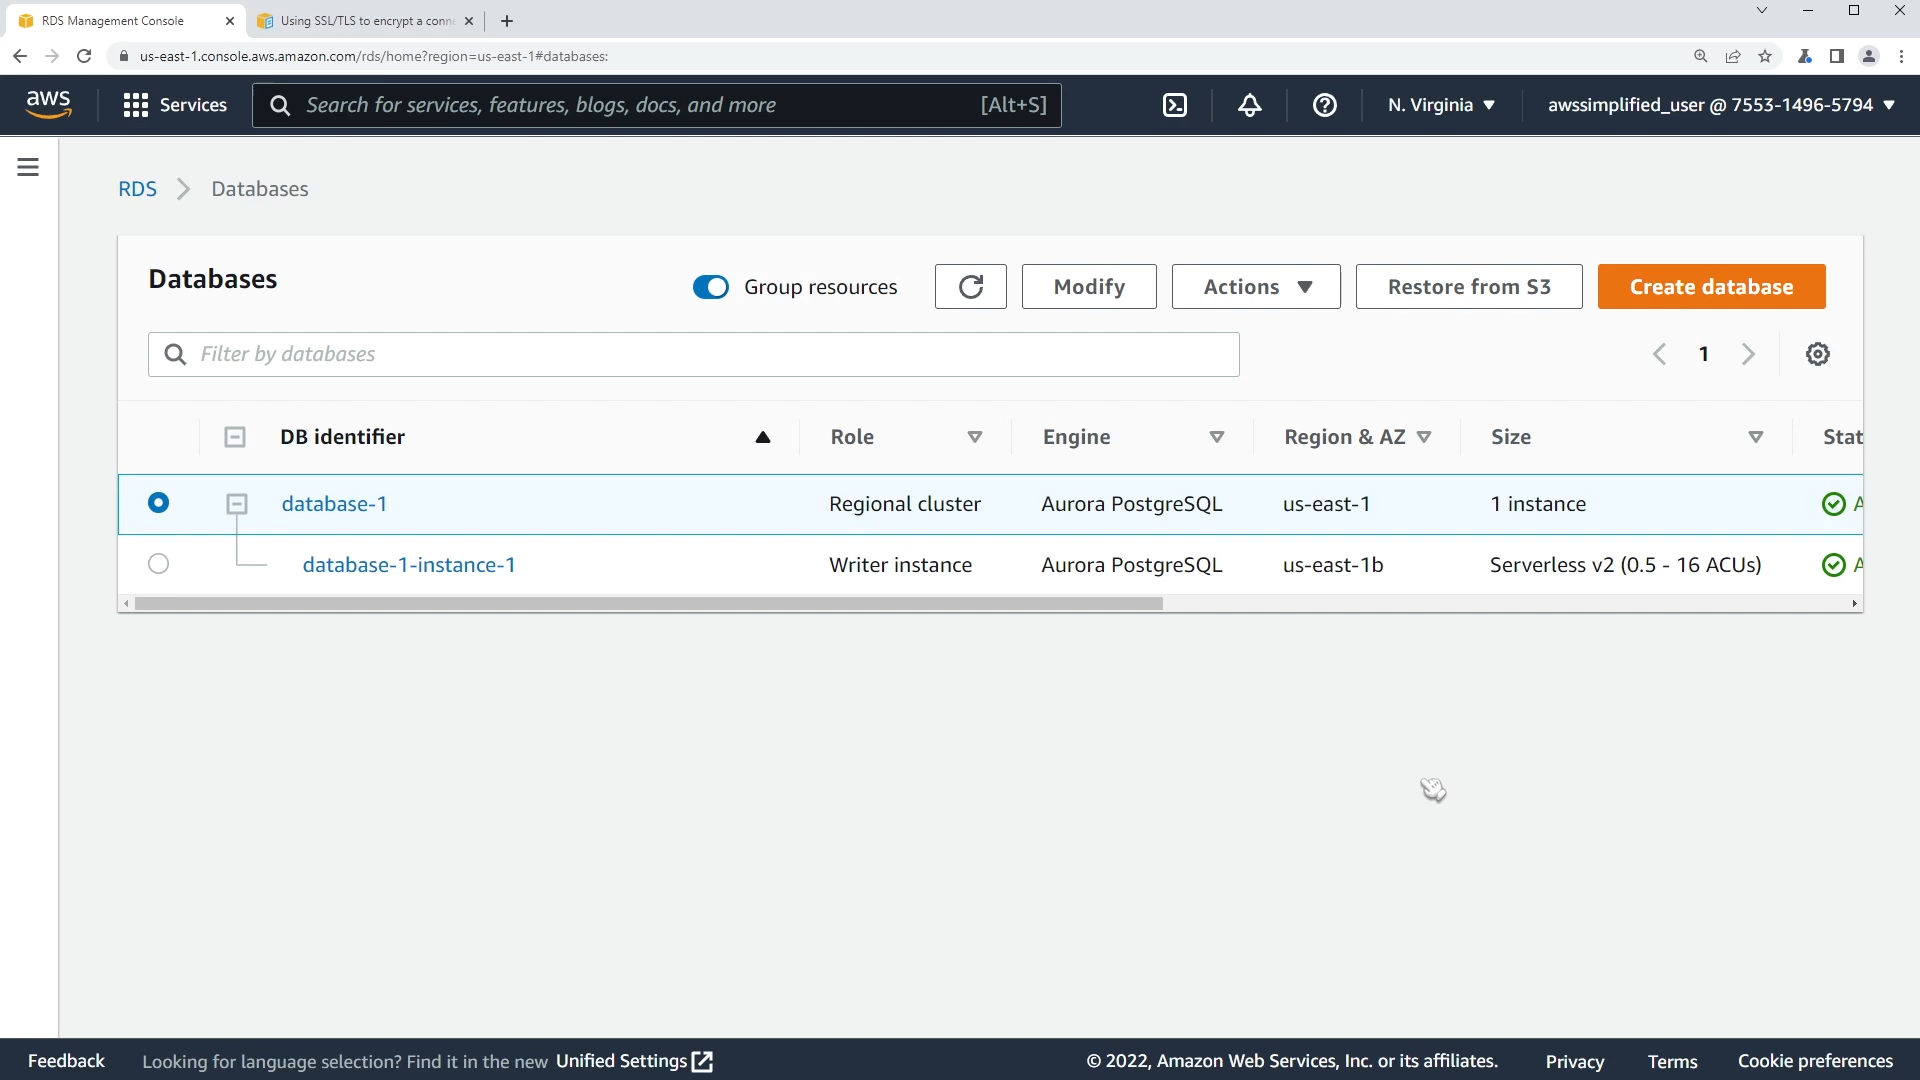 RDS Management Console
Using SSL/TLS to encrypt a conne
us-east-1.console.aws.amazon.com/rds/home?region=us-east-1#databases:
aws
Services
Search for services, features, blogs, docs, and more
[Alt+S]
N. Virginia
awssimplified_user @ 7553-1496-5794
RDS
Databases
Databases
Group resources
Modify
Actions
Restore from S3
Create database
Filter by databases
1
DB identifier
Role
Engine
Region & AZ
Size
Stat
database-1
Regional cluster
Aurora PostgreSQL
us-east-1
1 instance
A
database-1-instance-1
Writer instance
Aurora PostgreSQL
us-east-1b
Serverless v2 (0.5 - 16 ACUs)
A
Feedback
Looking for language selection? Find it in the new Unified Settings
© 2022, Amazon Web Services, Inc. or its affiliates.
Privacy
Terms
Cookie preferences